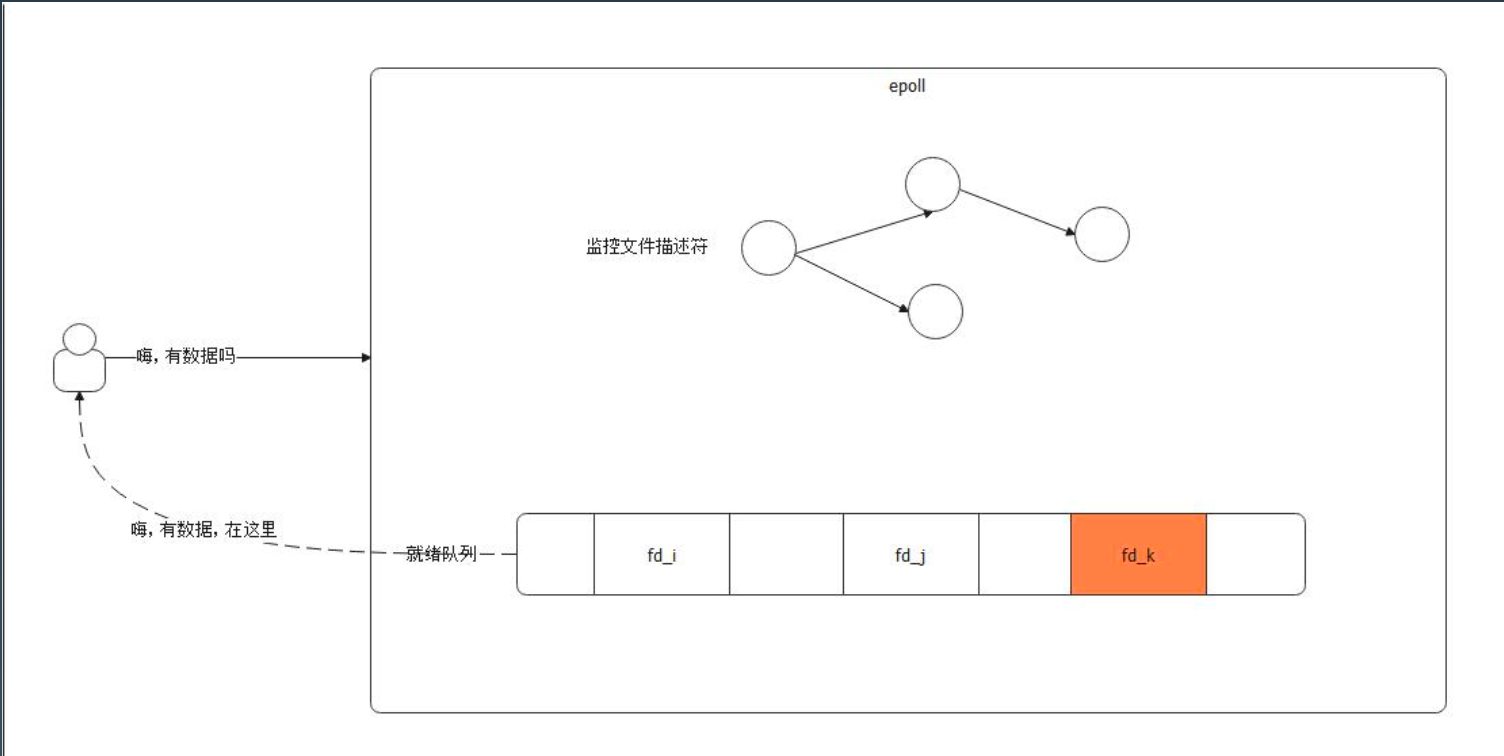 epoll
监控文件描述符
嗨，有数据吗
嗨，有数据，在这里
就绪队列
fd_i
fd_j
fd_k